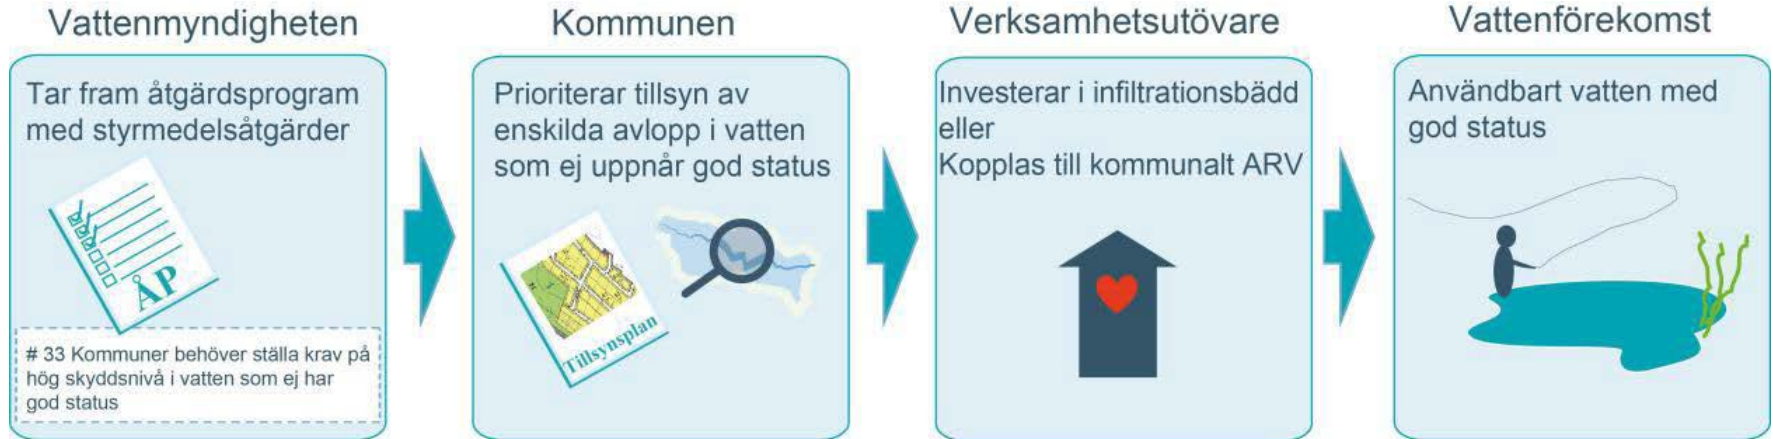 Vattenmyndigheten
Tar fram åtgärdsprogram
med styrmedelsåtgärder
ÅP
# 33 Kommuner behöver ställa krav på
hög skyddsnivå i vatten som ej har
god status
Kommunen
Prioriterar tillsyn av
enskilda avlopp i vatten
som ej uppnår god status
Tillsynsplan
Verksamhetsutövare
Investerar i infiltrationsbädd
eller
Kopplas till kommunalt ARV
Vattenförekomst
Användbart vatten med
god status